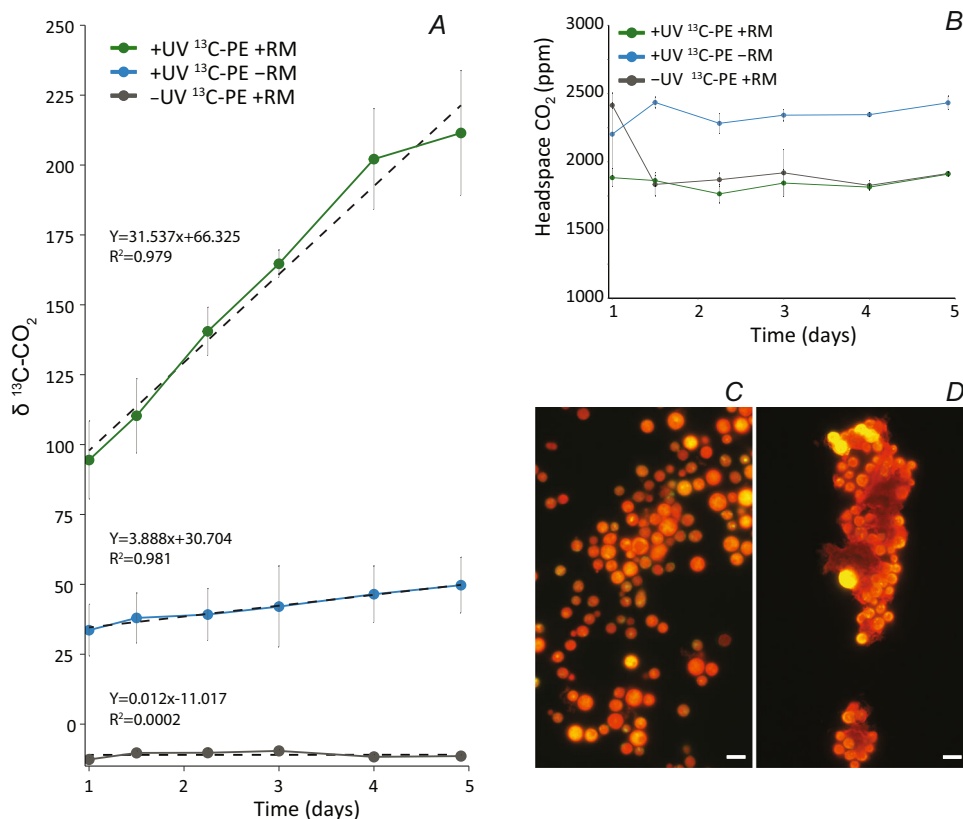 A
250
225
200
175
150
125
100
75
50
25
0
δ ¹³C-CO₂
+UV ¹³C-PE +RM
+UV ¹³C-PE −RM
−UV ¹³C-PE +RM
Y=31.537x+66.325
R²=0.979
Y=3.888x+30.704
R²=0.981
Y=0.012x-11.017
R²=0.0002
1 2 3 4 5
Time (days)
B
3000
2500
2000
1500
1000
Headspace CO₂ (ppm)
+UV ¹³C-PE +RM
+UV ¹³C-PE −RM
−UV ¹³C-PE +RM
1 2 3 4 5
Time (days)
C
D